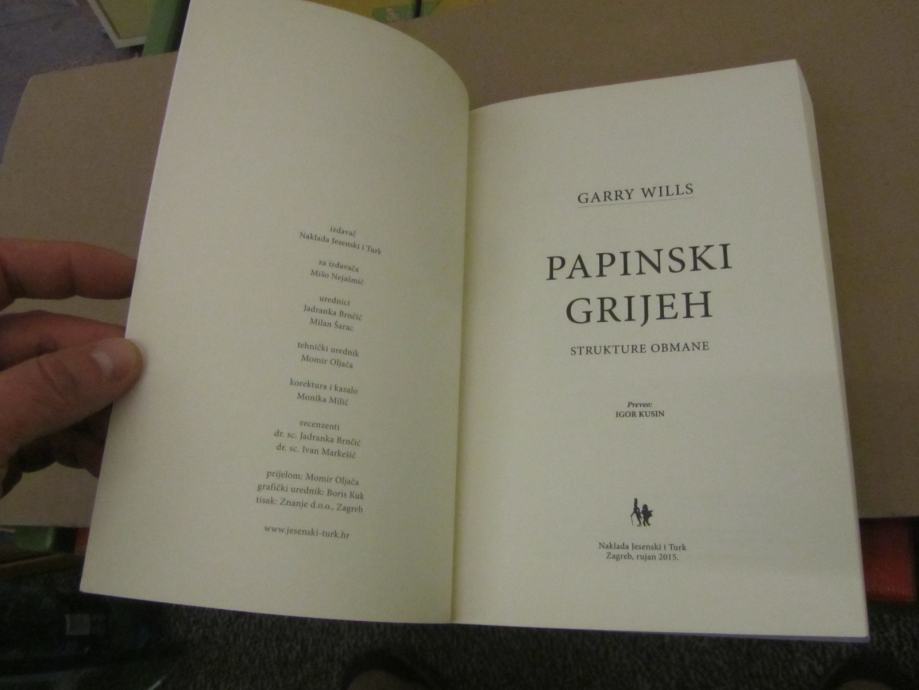 izdavač
Naklada Jesenski i Turk
za izdavača
Mišo Nejašmić
urednici
Jadranka Brnčić
Milan Šarac
tehnički urednik
Momir Oljača
korektura i kazalo
Monika Milić
recenzenti
dr. sc. Jadranka Brnčić
dr. sc. Ivan Markešić
prijelom: Momir Oljača
grafički urednik: Boris Kuk
tisak: Znanje d.o.o., Zagreb
www.jesenski-turk.hr
GARRY WILLS
PAPINSKI
GRIJEH
STRUKTURE OBMANE
Preveo:
IGOR KUSIN
Naklada Jesenski i Turk
Zagreb, rujan 2015.